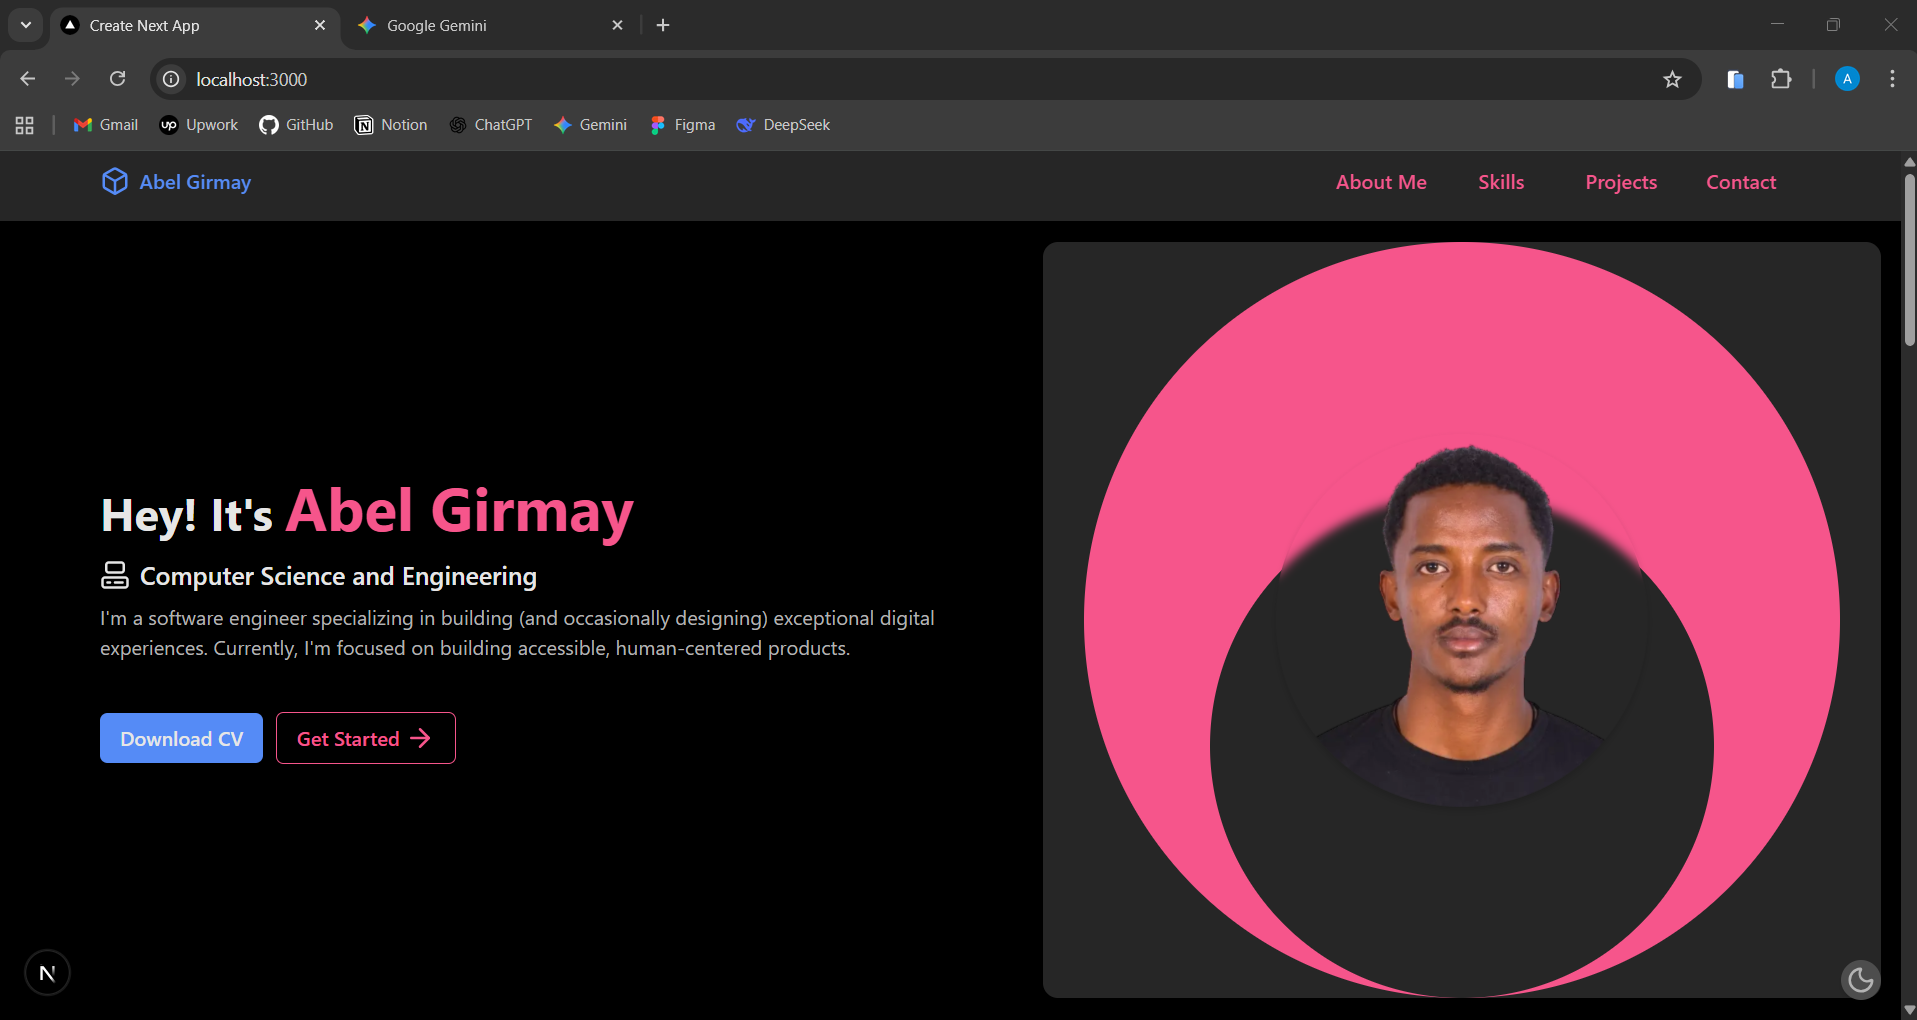 Create Next App
Google Gemini
localhost:3000
A
Gmail
up Upwork
GitHub
Notion
ChatGPT
Gemini
Figma
DeepSeek
Abel Girmay
About Me
Skills
Projects
Contact
Hey! It's Abel Girmay
Computer Science and Engineering
I'm a software engineer specializing in building (and occasionally designing) exceptional digital
experiences. Currently, I'm focused on building accessible, human-centered products.
Download CV
Get Started
N